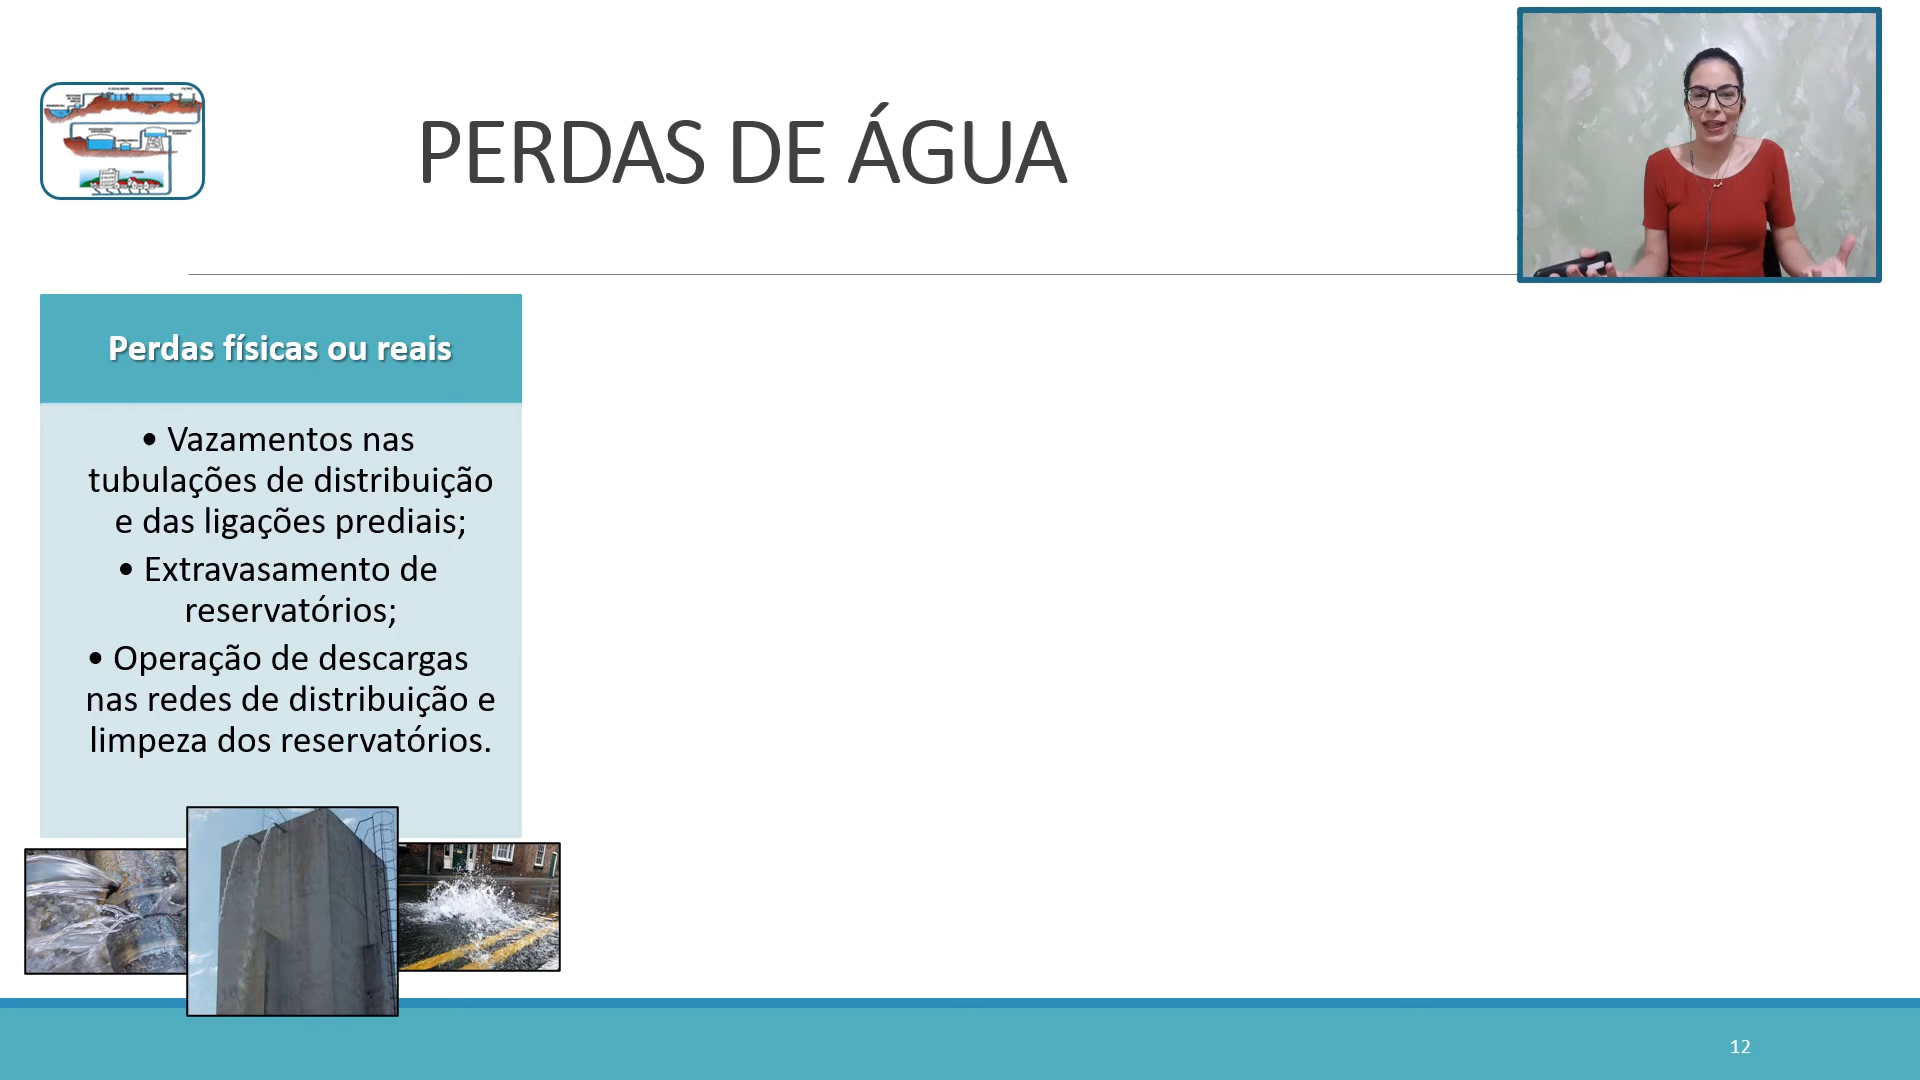 PERDAS DE ÁGUA
Perdas físicas ou reais
• Vazamentos nas
tubulações de distribuição
e das ligações prediais;
• Extravasamento de
reservatórios;
• Operação de descargas
nas redes de distribuição e
limpeza dos reservatórios.
12